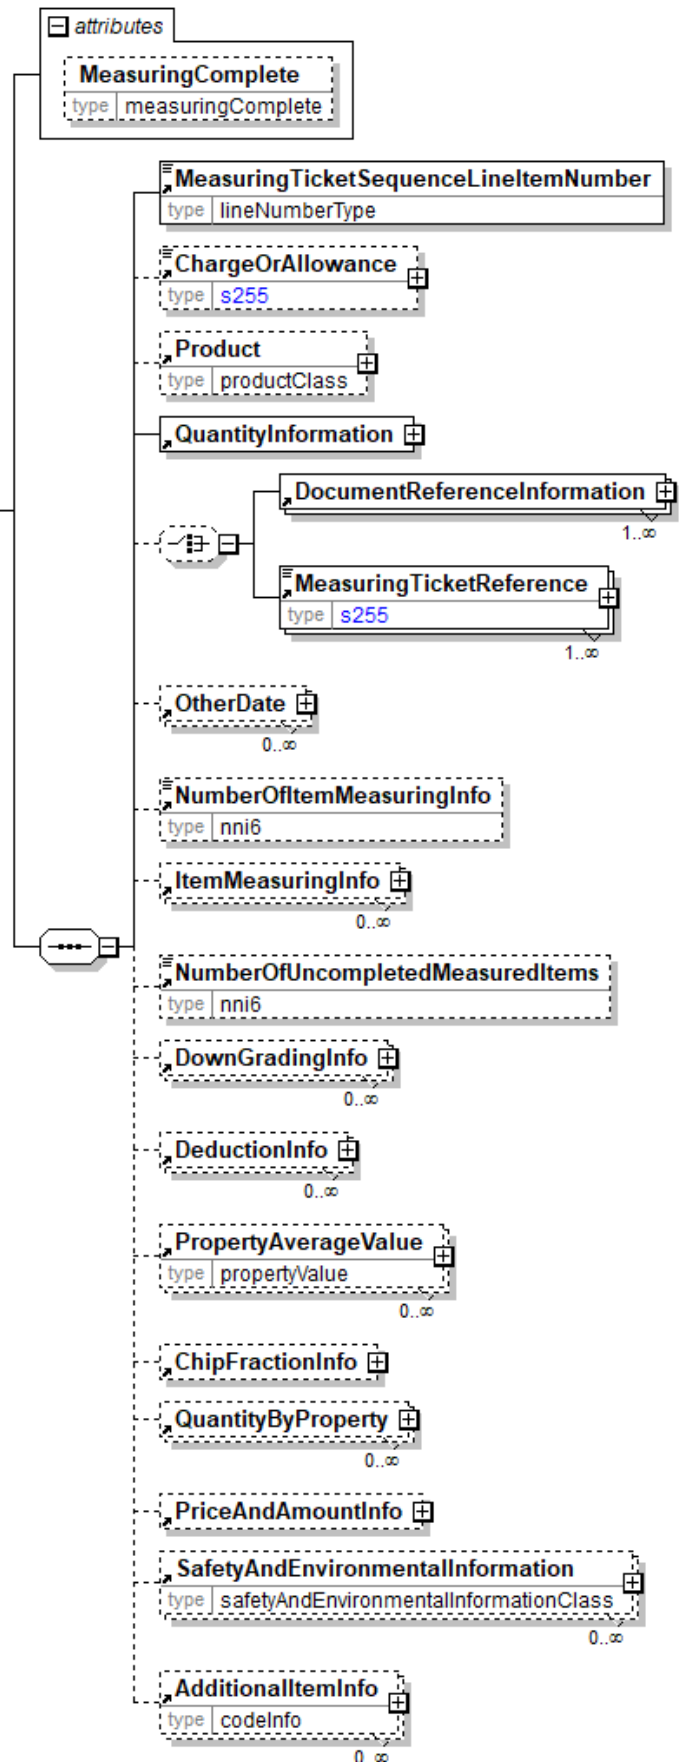 attributes
MeasuringComplete
type measuringComplete
MeasuringTicketSequenceLineItemNumber
type lineNumberType
ChargeOrAllowance
type s255
Product
type productClass
QuantityInformation
DocumentReferenceInformation
1..∞
MeasuringTicketReference
type s255
1..∞
OtherDate
0..∞
NumberOfItemMeasuringInfo
type nni6
ItemMeasuringInfo
0..∞
NumberOfUncompletedMeasuredItems
type nni6
DownGradingInfo
0..∞
DeductionInfo
0..∞
PropertyAverageValue
type propertyValue
0..∞
ChipFractionInfo
QuantityByProperty
0..∞
PriceAndAmountInfo
SafetyAndEnvironmentalInformation
type safetyAndEnvironmentalInformationClass
0..∞
AdditionalItemInfo
type codeInfo
0..∞